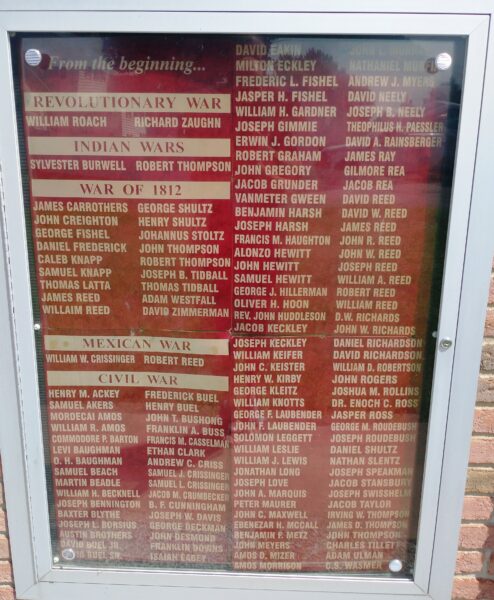 From the beginning...
REVOLUTIONARY WAR
WILLIAM ROACH RICHARD ZAUGHN
INDIAN WARS
SYLVESTER BURWELL ROBERT THOMPSON
WAR OF 1812
JAMES CARROTHERS GEORGE SHULTZ
JOHN CREIGHTON HENRY SHULTZ
GEORGE FISHEL JOHANNUS STOLTZ
DANIEL FREDERICK JOHN THOMPSON
CALEB KNAPP ROBERT THOMPSON
SAMUEL KNAPP JOSEPH B. TIDBALL
THOMAS LATTA THOMAS TIDBALL
JAMES REED ADAM WESTFALL
WILLAIM REED DAVID ZIMMERMAN
MEXICAN WAR
WILLIAM W. CRISSINGER ROBERT REED
CIVIL WAR
HENRY M. ACKEY FREDERICK BUEL
SAMUEL AKERS HENRY BUEL
MORDECAI AMOS JOHN T. BUSHONG
WILLIAM R. AMOS FRANKLIN A. BUSS
COMMODORE P. BARTON FRANCIS M. CASSELMAN
LEVI BAUGHMAN ETHAN CLARK
O. H. BAUGHMAN ANDREW C. CRISS
SAMUEL BEACH SAMUEL J. CRISSINGER
MARTIN BEADLE SAMUEL L. CRISSINGER
WILLIAM H. BECKNELL JACOB M. CRUMBECKER
JOSEPH BENNINGTON B. F. CUNNINGHAM
BAXTER BLYTHE JOSEPH W. DAVIS
JOSEPH L. BORSIUS GEORGE BECKMAN
AUSTIN BROTHERS JOHN DESMOND
DAVID BUEL JR. FRANKLIN DOWNS
DAVID BUEL SR. ISAIAH EAGEY
DAVID EAKIN JOHN L.
MILTON ECKLEY NATHANIEL
FREDERIC L. FISHEL ANDREW J. MYERS
JASPER H. FISHEL DAVID NEELY
WILLIAM H. GARDNER JOSEPH B. NEELY
JOSEPH GIMMIE THEOPHILUS H. PAESSLER
ERWIN J. GORDON DAVID A. RAINSBERGER
ROBERT GRAHAM JAMES RAY
JOHN GREGORY GILMORE REA
JACOB GRUNDER JACOB REA
VANMETER GWEEN DAVID REED
BENJAMIN HARSH DAVID W. REED
JOSEPH HARSH JAMES REED
FRANCIS M. HAUGHTON JOHN R. REED
ALONZO HEWITT JOHN W. REED
JOHN HEWITT JOSEPH REED
SAMUEL HEWITT WILLIAM A. REED
GEORGE J. HILLERMAN ROBERT REED
OLIVER H. HOON WILLIAM REED
REV. JOHN HUDDLESON D.W. RICHARDS
JACOB KECKLEY JOHN W. RICHARDS
JOSEPH KECKLEY DANIEL RICHARDSON
WILLIAM KEIFER DAVID RICHARDSON
JOHN C. KEISTER WILLIAM D. ROBERTSON
HENRY W. KIRBY JOHN ROGERS
GEORGE KLEITZ JOSHUA M. ROLLINS
WILLIAM KNOTTS DR. ENOCH C. ROSS
GEORGE F. LAUBENDER JASPER ROSS
JOHN F. LAUBENDER GEORGE M. ROUDEBUSH
SOLOMON LEGGETT JOSEPH ROUDEBUSH
WILLIAM LESLIE DANIEL SHULTZ
WILLIAM J. LEWIS NATHAN SLENTZ
JONATHAN LONG JOSEPH SPEAKMAN
JOSEPH LOVE JACOB STANSBURY
JOHN A. MARQUIS JOSEPH SWISSHELM
PETER MAURER JACOB TAYLOR
JOHN C. MAXWELL IRVING W. THOMPSON
EBENEZAR N. MCCALL JAMES D. THOMPSON
BENJAMIN F. METZ JOHN THOMPSON
JOHN MEYERS CHARLES TILLETT
AMOS D. MIZER ADAM ULMAN
AMOS MORRISON C.S. WASMER